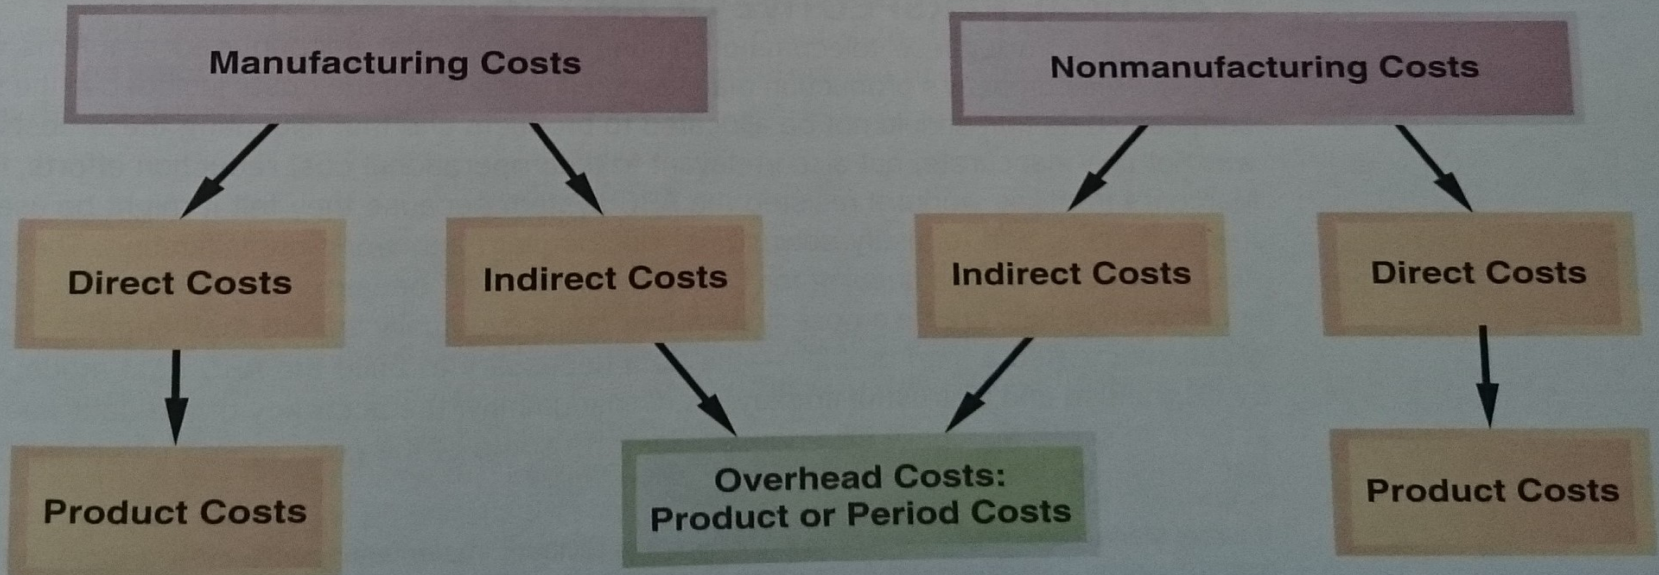 Manufacturing Costs
Nonmanufacturing Costs
Direct Costs
Indirect Costs
Indirect Costs
Direct Costs
Product Costs
Overhead Costs:
Product or Period Costs
Product Costs